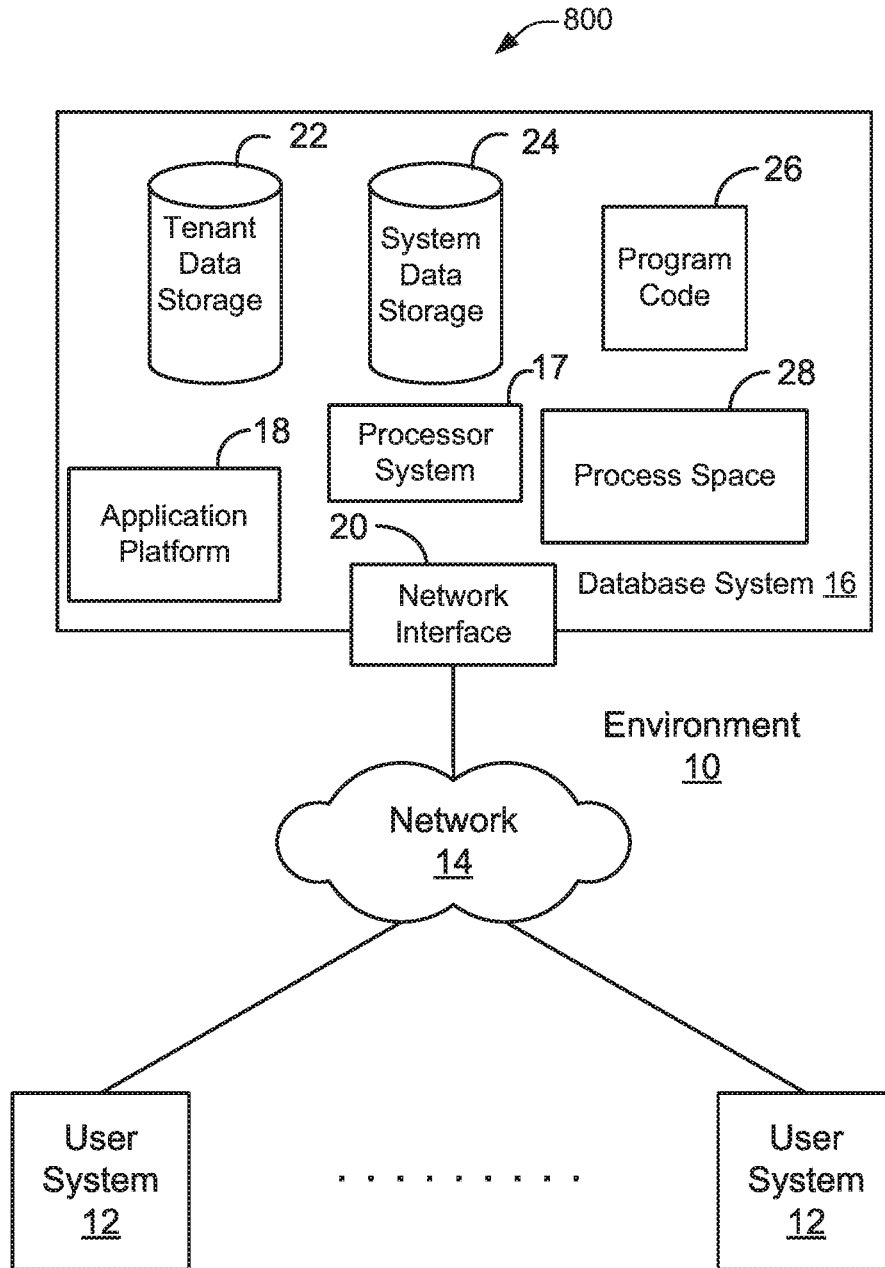 800
22
24
26
Tenant
Data
Storage
System
Data
Storage
Program
Code
17
28
18
Processor
System
Process Space
Application
Platform
20
Network
Interface
Database System 16
Environment
10
Network
14
User
System
12
User
System
12